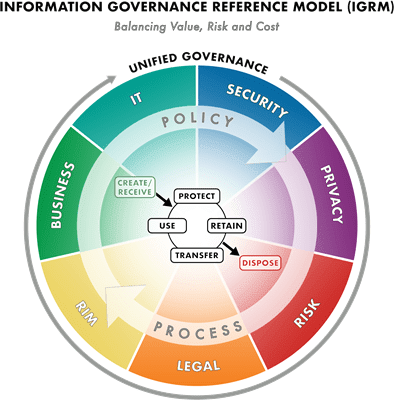 INFORMATION GOVERNANCE REFERENCE MODEL (IGRM)
Balancing Value, Risk and Cost
UNIFIED GOVERNANCE
IT
SECURITY
POLICY
BUSINESS
PRIVACY
CREATE/
RECEIVE
PROTECT
USE
RETAIN
TRANSFER
DISPOSE
RIM
RISK
PROCESS
LEGAL